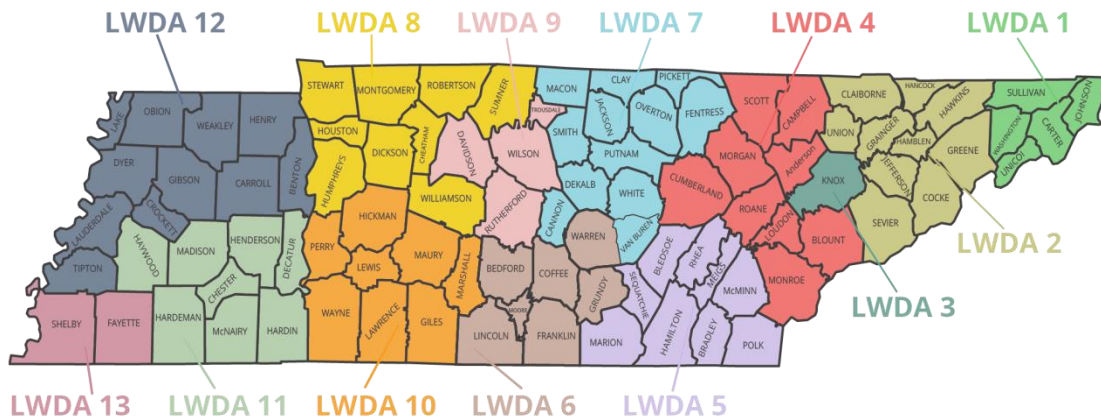 LWDA 12
LWDA 8
LWDA 9
LWDA 7
LWDA 4
LWDA 1
LAKE
OBION
WEAKLEY
HENRY
STEWART
MONTGOMERY
ROBERTSON
SUMNER
MACON
CLAY
PICKETT
TROUSDALE
JACKSON
OVERTON
FENTRESS
SCOTT
CAMPBELL
CLAIBORNE
HANCOCK
HAWKINS
SULLIVAN
JOHNSON
DYER
GIBSON
CARROLL
BENTON
HOUSTON
HUMPHREYS
DICKSON
CHEATHAM
DAVIDSON
WILSON
SMITH
PUTNAM
MORGAN
Anderson
UNION
GRAINGER
HAMBLEN
GREENE
WASHINGTON
CARTER
UNICOI
LAUDERDALE
CROCKETT
WILLIAMSON
RUTHERFORD
DEKALB
WHITE
CUMBERLAND
ROANE
KNOX
JEFFERSON
COCKE
SEVIER
TIPTON
HAYWOOD
MADISON
HENDERSON
DECATUR
PERRY
HICKMAN
LEWIS
MAURY
MARSHALL
BEDFORD
CANNON
WARREN
COFFEE
VAN BUREN
BLEDSOE
RHEA
MEIGS
LOUDON
BLOUNT
MONROE
LWDA 2
SHELBY
FAYETTE
HARDEMAN
CHESTER
McNAIRY
HARDIN
WAYNE
LAWRENCE
GILES
LINCOLN
MOORE
FRANKLIN
GRUNDY
SEQUATCHIE
MARION
HAMILTON
BRADLEY
McMINN
POLK
LWDA 3
LWDA 13
LWDA 11
LWDA 10
LWDA 6
LWDA 5